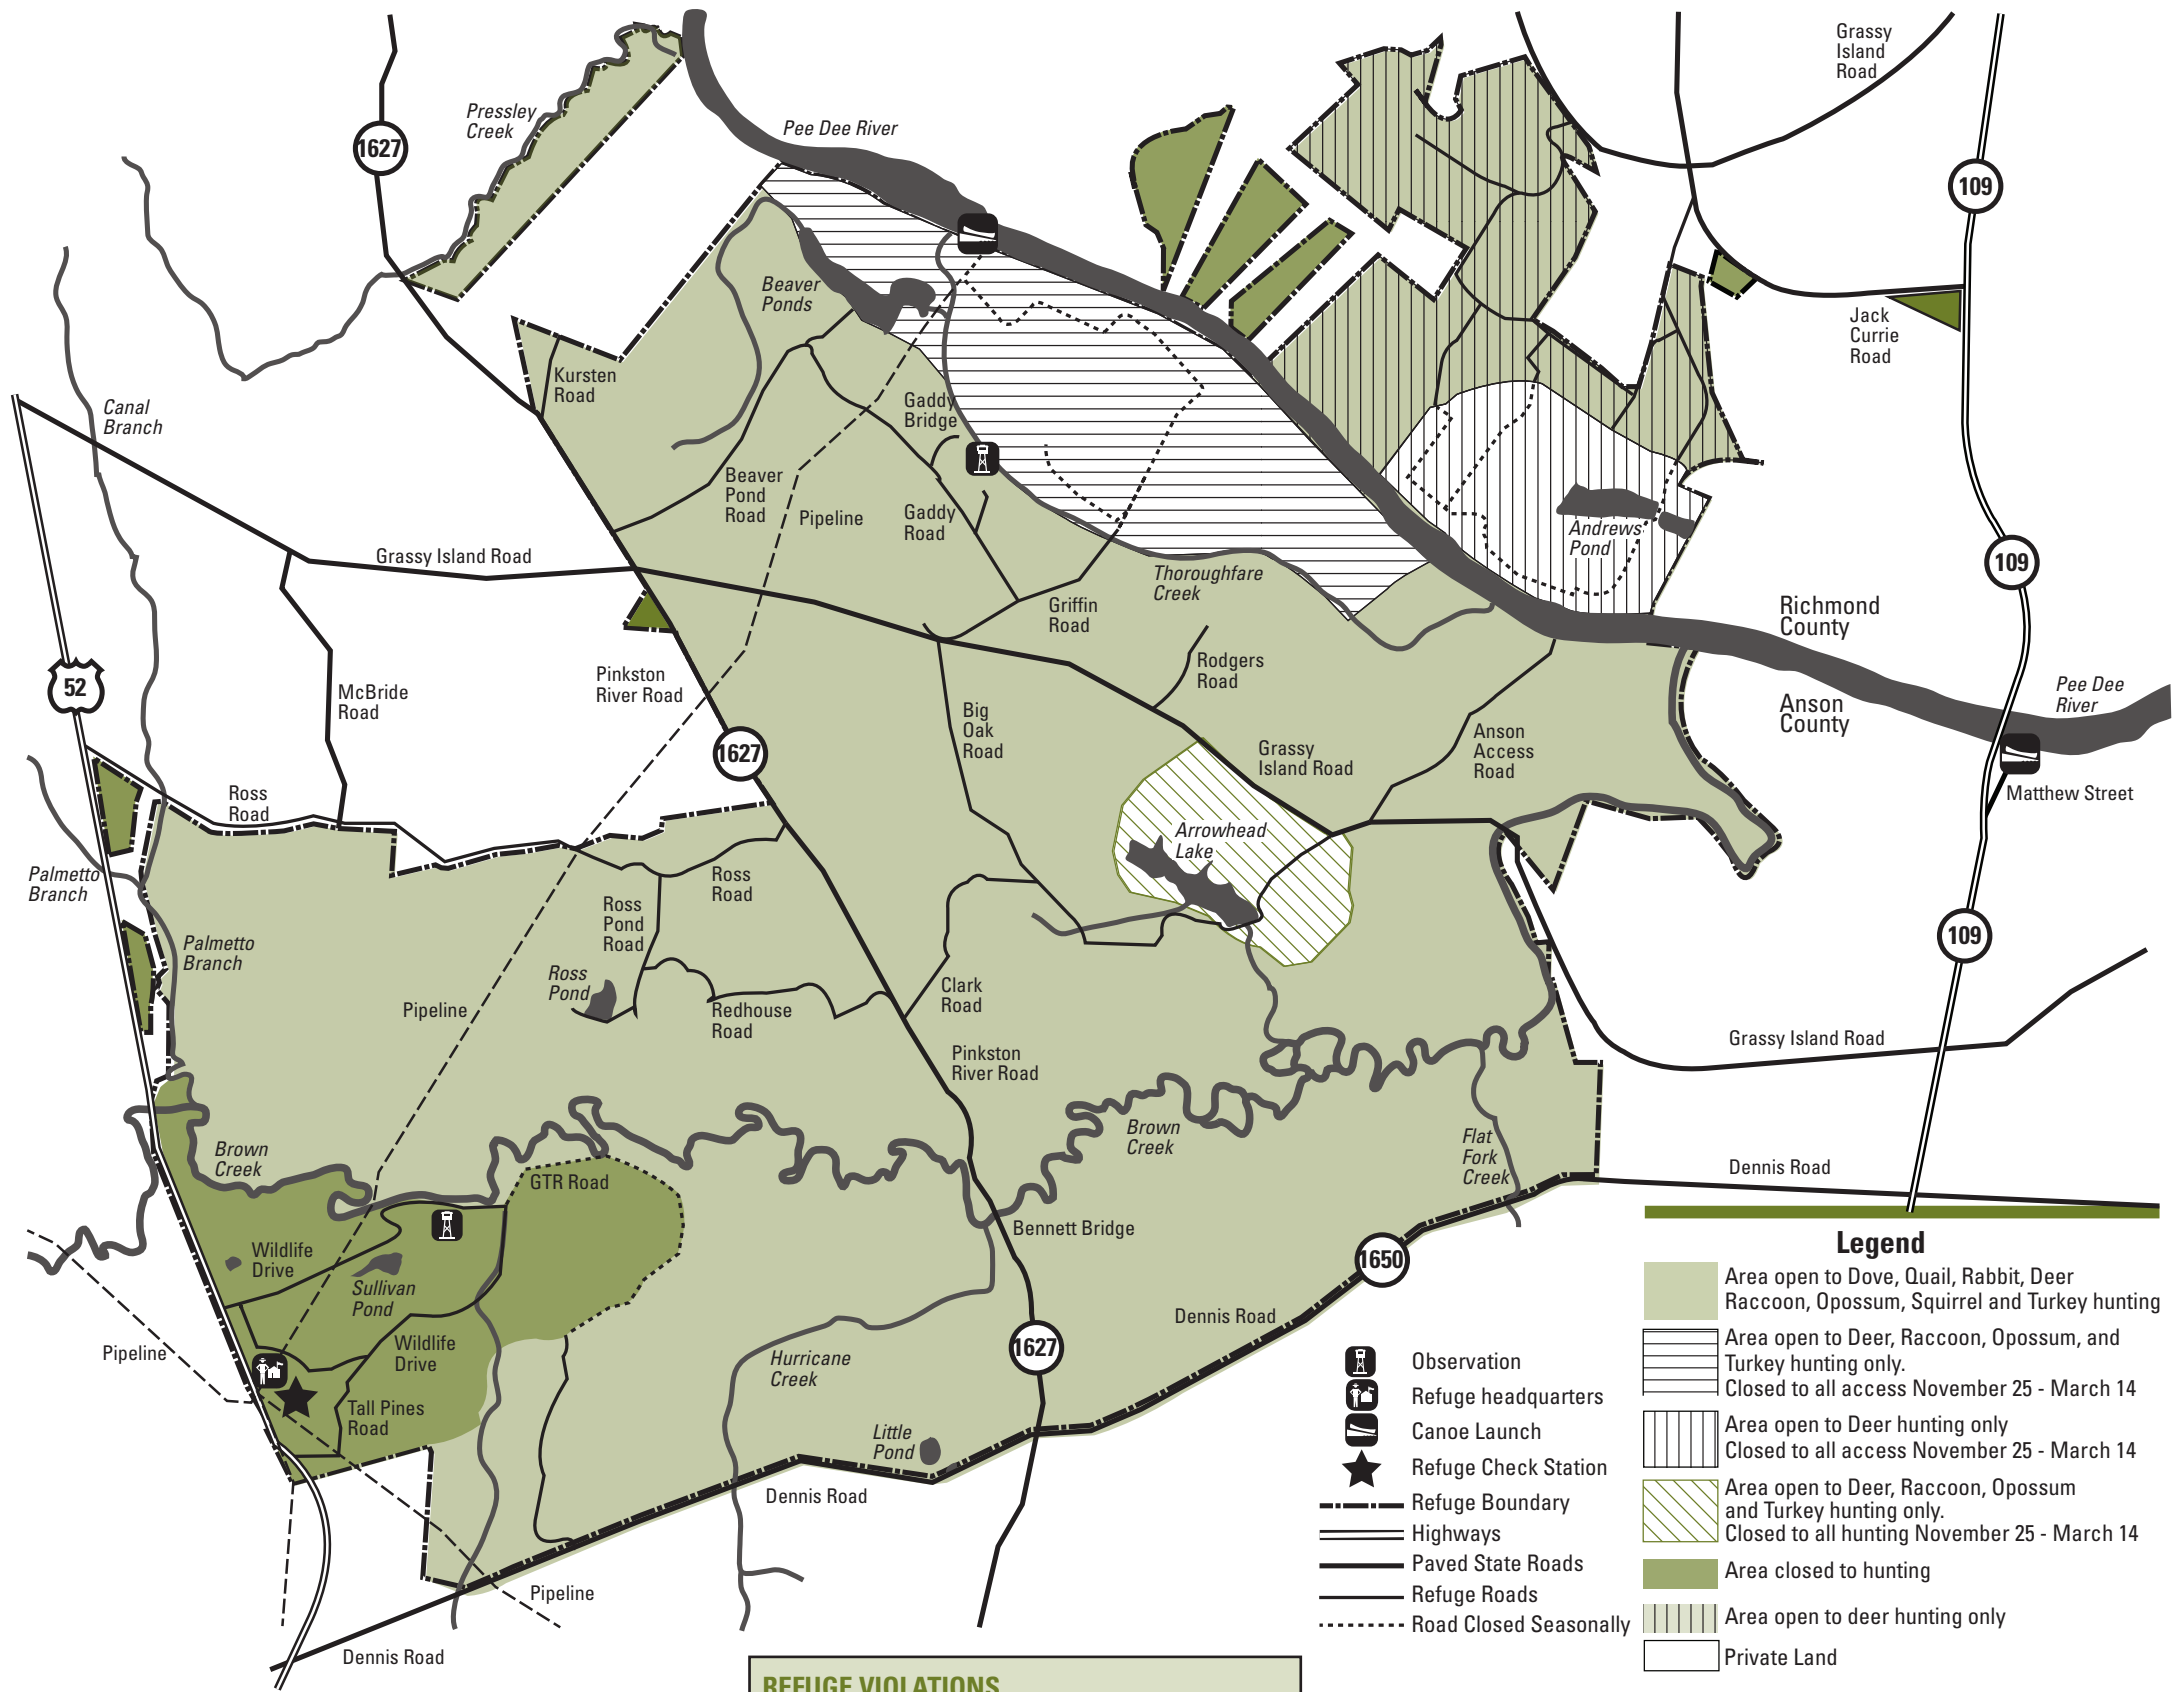 Grassy
Island
Road
Pressley
Creek
Pee Dee River
1627
109
Beaver
Ponds
Jack
Currie
Road
Kursten
Road
Canal
Branch
Gaddy
Bridge
Beaver
Pond
Road
Pipeline
Gaddy
Road
Andrews
Pond
Grassy Island Road
Thoroughfare
Creek
109
Griffin
Road
Richmond
County
52
McBride
Road
Pinkston
River Road
Rodgers
Road
Pee Dee
River
Anson
County
Big
Oak
Road
Anson
Access
Road
1627
Grassy
Island Road
Ross
Road
Matthew Street
Arrowhead
Lake
Palmetto
Branch
Ross
Road
Ross
Pond
Road
109
Palmetto
Branch
Ross
Pond
Clark
Road
Pipeline
Redhouse
Road
Grassy Island Road
Pinkston
River Road
Brown
Creek
Brown
Creek
Flat
Fork
Creek
Dennis Road
GTR Road
Bennett Bridge
Wildlife
Drive
Sullivan
Pond
1650
Dennis Road
Pipeline
Wildlife
Drive
Hurricane
Creek
1627
Tall Pines
Road
Little
Pond
Dennis Road
Pipeline
Dennis Road
Legend
Area open to Dove, Quail, Rabbit, Deer
Raccoon, Opossum, Squirrel and Turkey hunting
Area open to Deer, Raccoon, Opossum, and
Turkey hunting only.
Closed to all access November 25 - March 14
Area open to Deer hunting only
Closed to all access November 25 - March 14
Area open to Deer, Raccoon, Opossum
and Turkey hunting only.
Closed to all hunting November 25 - March 14
Area closed to hunting
Area open to deer hunting only
Private Land
Observation
Refuge headquarters
Canoe Launch
Refuge Check Station
Refuge Boundary
Highways
Paved State Roads
Refuge Roads
Road Closed Seasonally
REFUGE VIOLATIONS